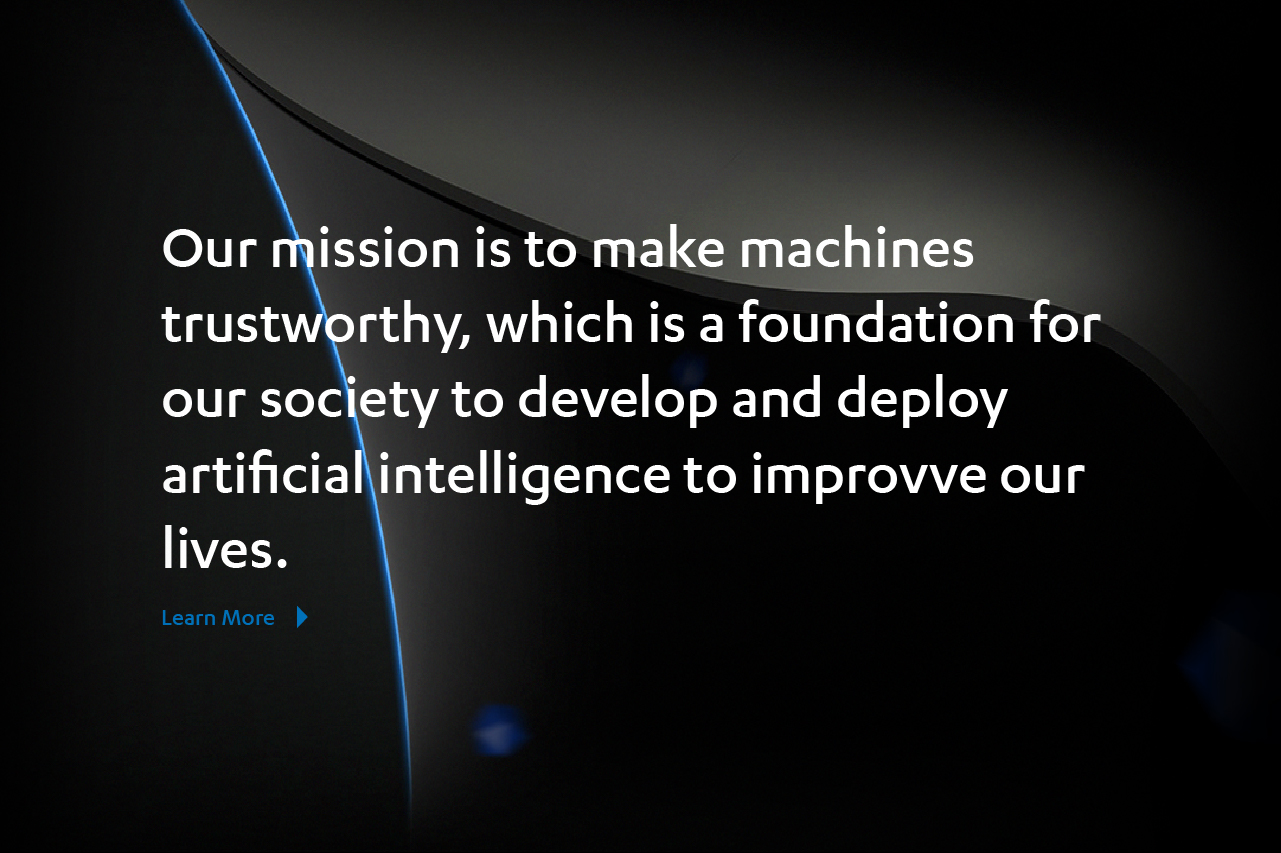 Our mission is to make machines
trustworthy, which is a foundation for
our society to develop and deploy
artificial intelligence to improvve our
lives.
Learn More